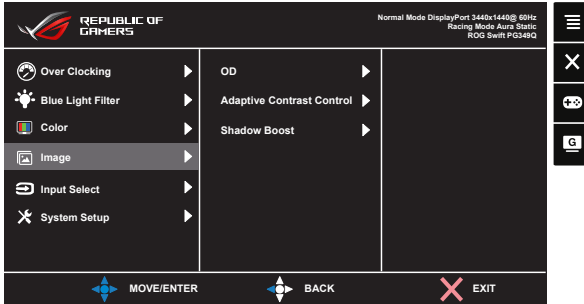 REPUBLIC OF
GAMERS
Normal Mode DisplayPort 3440x1440@ 60Hz
Racing Mode Aura Static
ROG Swift PG349Q
Over Clocking
Blue Light Filter
Color
Image
Input Select
System Setup
OD
Adaptive Contrast Control
Shadow Boost
G
MOVE/ENTER
BACK
EXIT